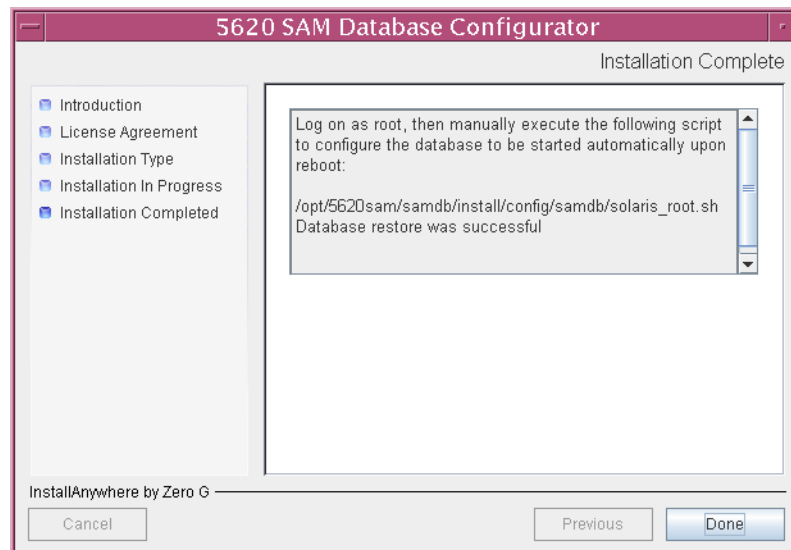 5620 SAM Database Configurator
Installation Complete
Introduction
License Agreement
Installation Type
Installation In Progress
Installation Completed
Log on as root, then manually execute the following script
to configure the database to be started automatically upon
reboot:
/opt/5620sam/samdb/install/config/samdb/solaris_root.sh
Database restore was successful
InstallAnywhere by Zero G
Cancel
Previous
Done